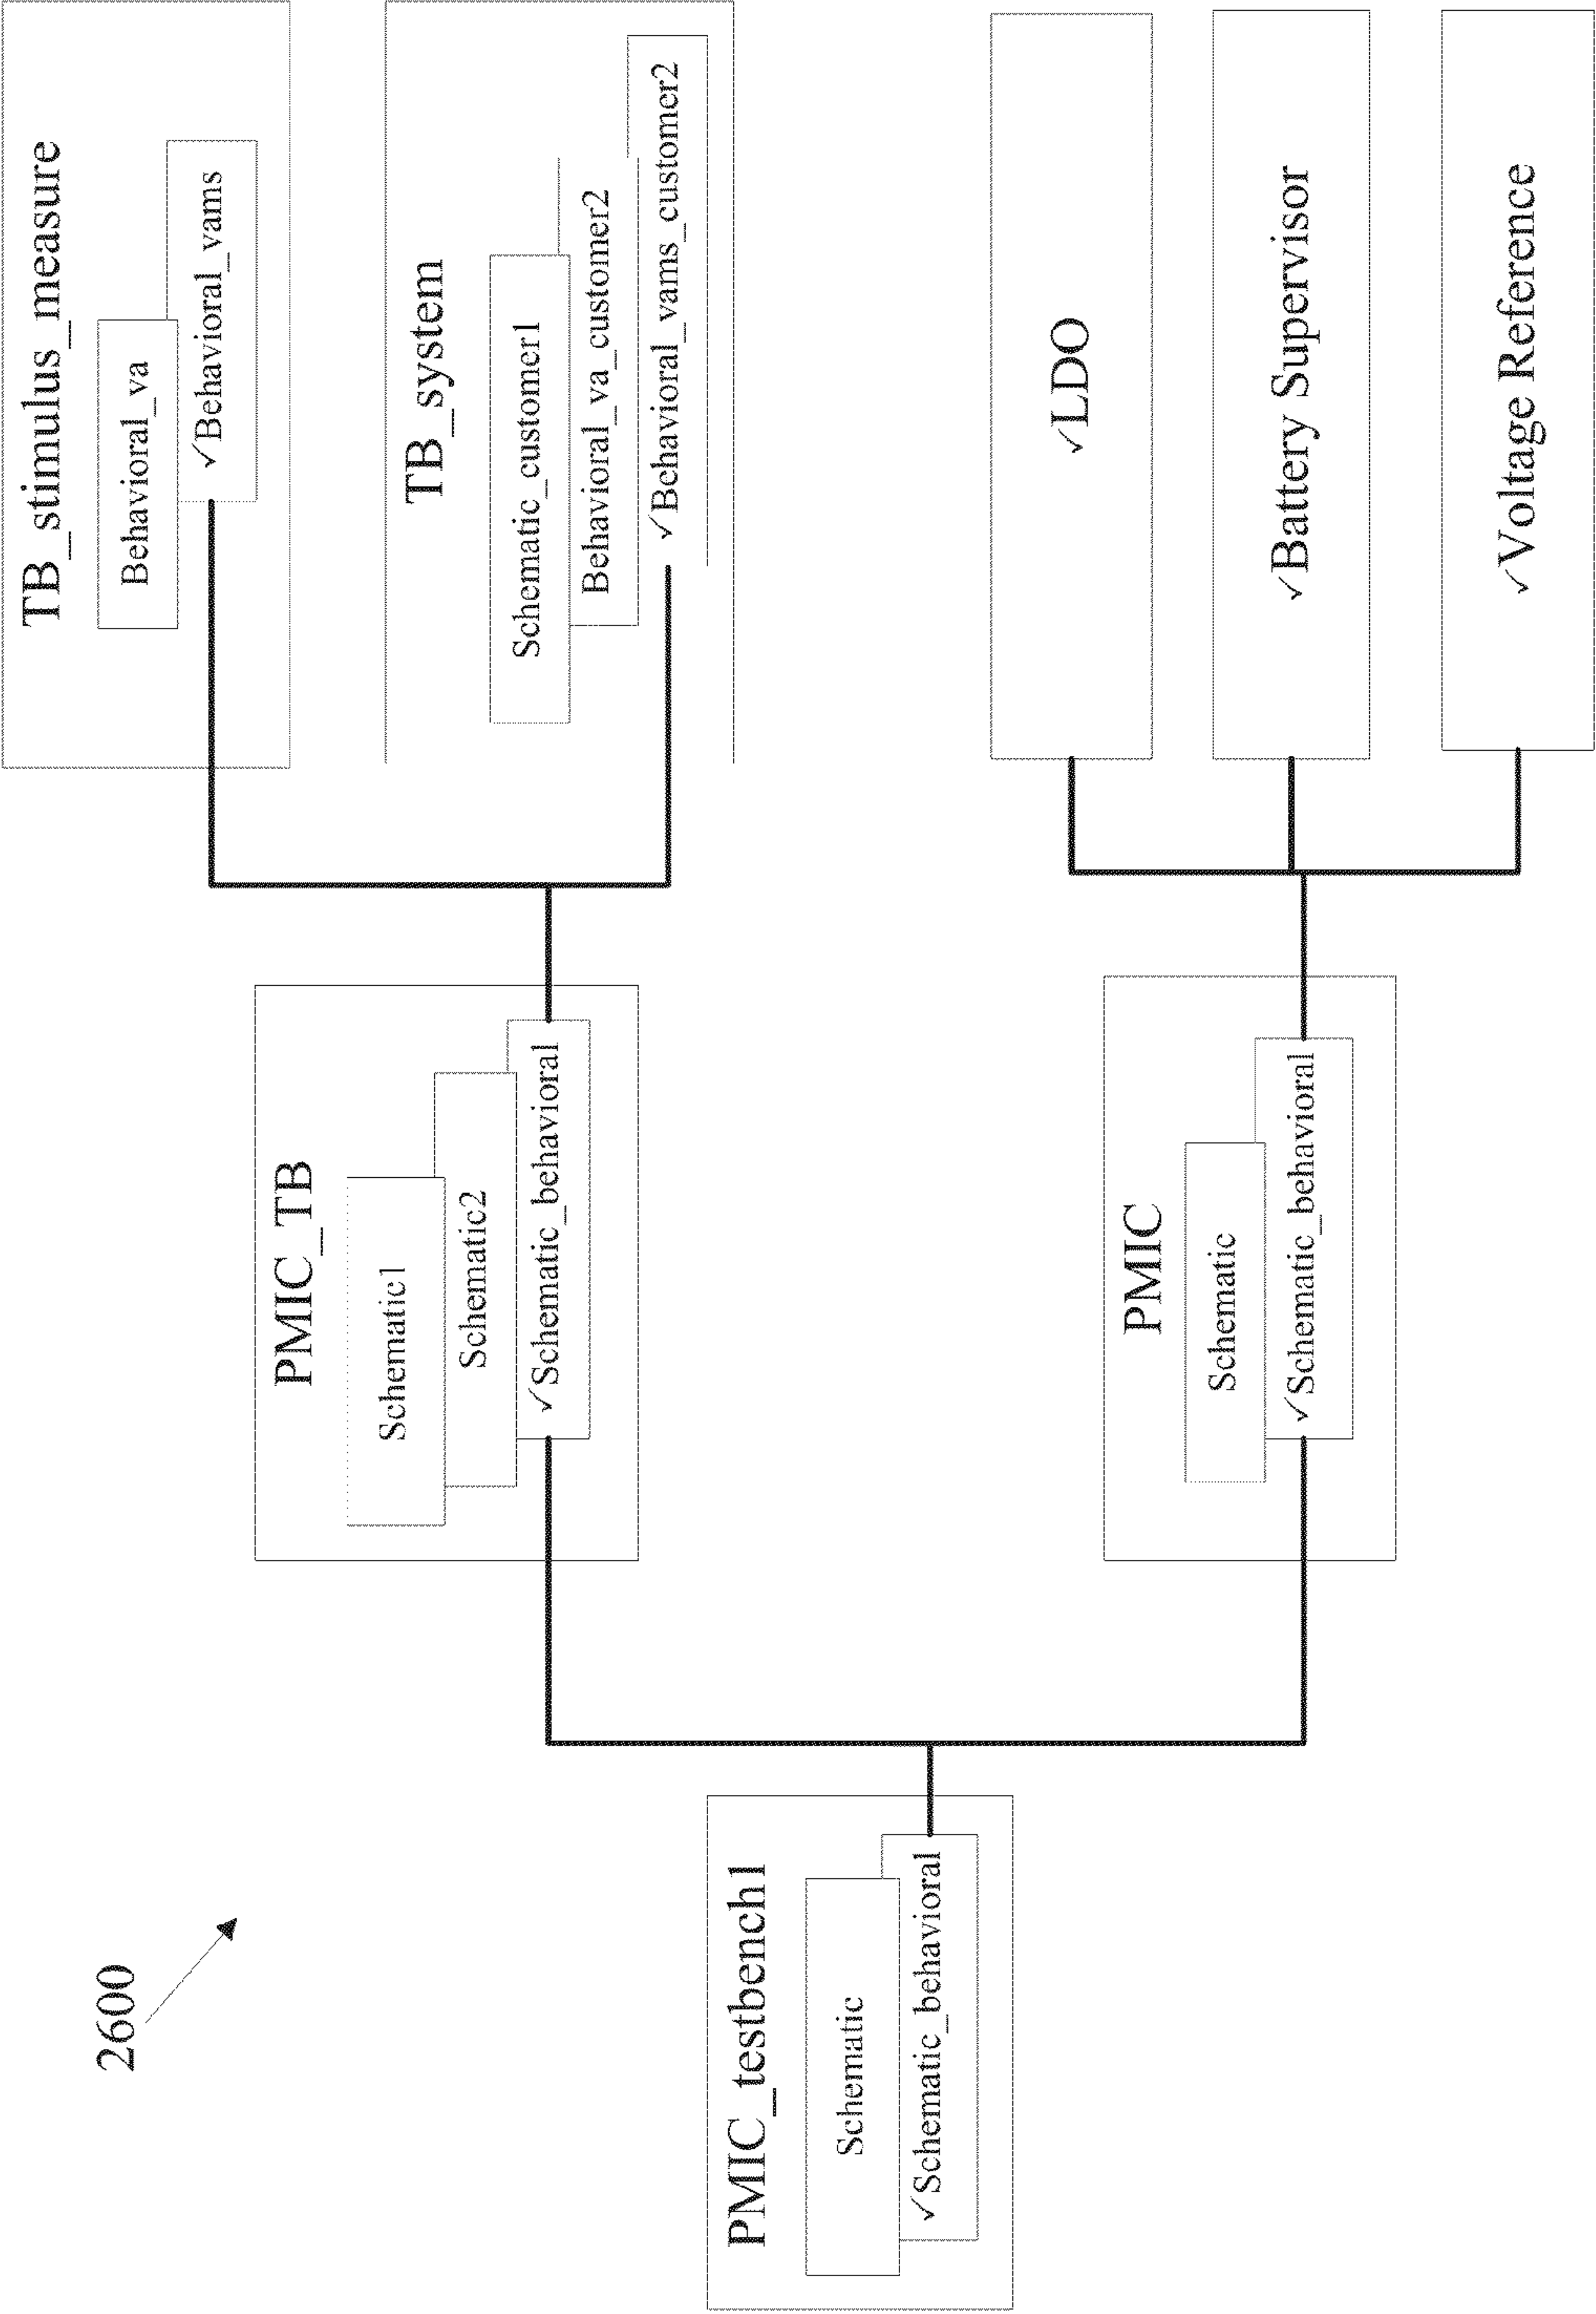 2600
PMIC_testbench1
Schematic
✓Schematic_behavioral
PMIC_TB
Schematic1
Schematic2
✓Schematic_behavioral
PMIC
Schematic
✓Schematic_behavioral
TB_stimulus_measure
Behavioral_va
✓Behavioral_vams
TB_system
Schematic_customer1
Behavioral_va_customer2
✓Behavioral_vams_customer2
✓LDO
✓Battery Supervisor
✓Voltage Reference